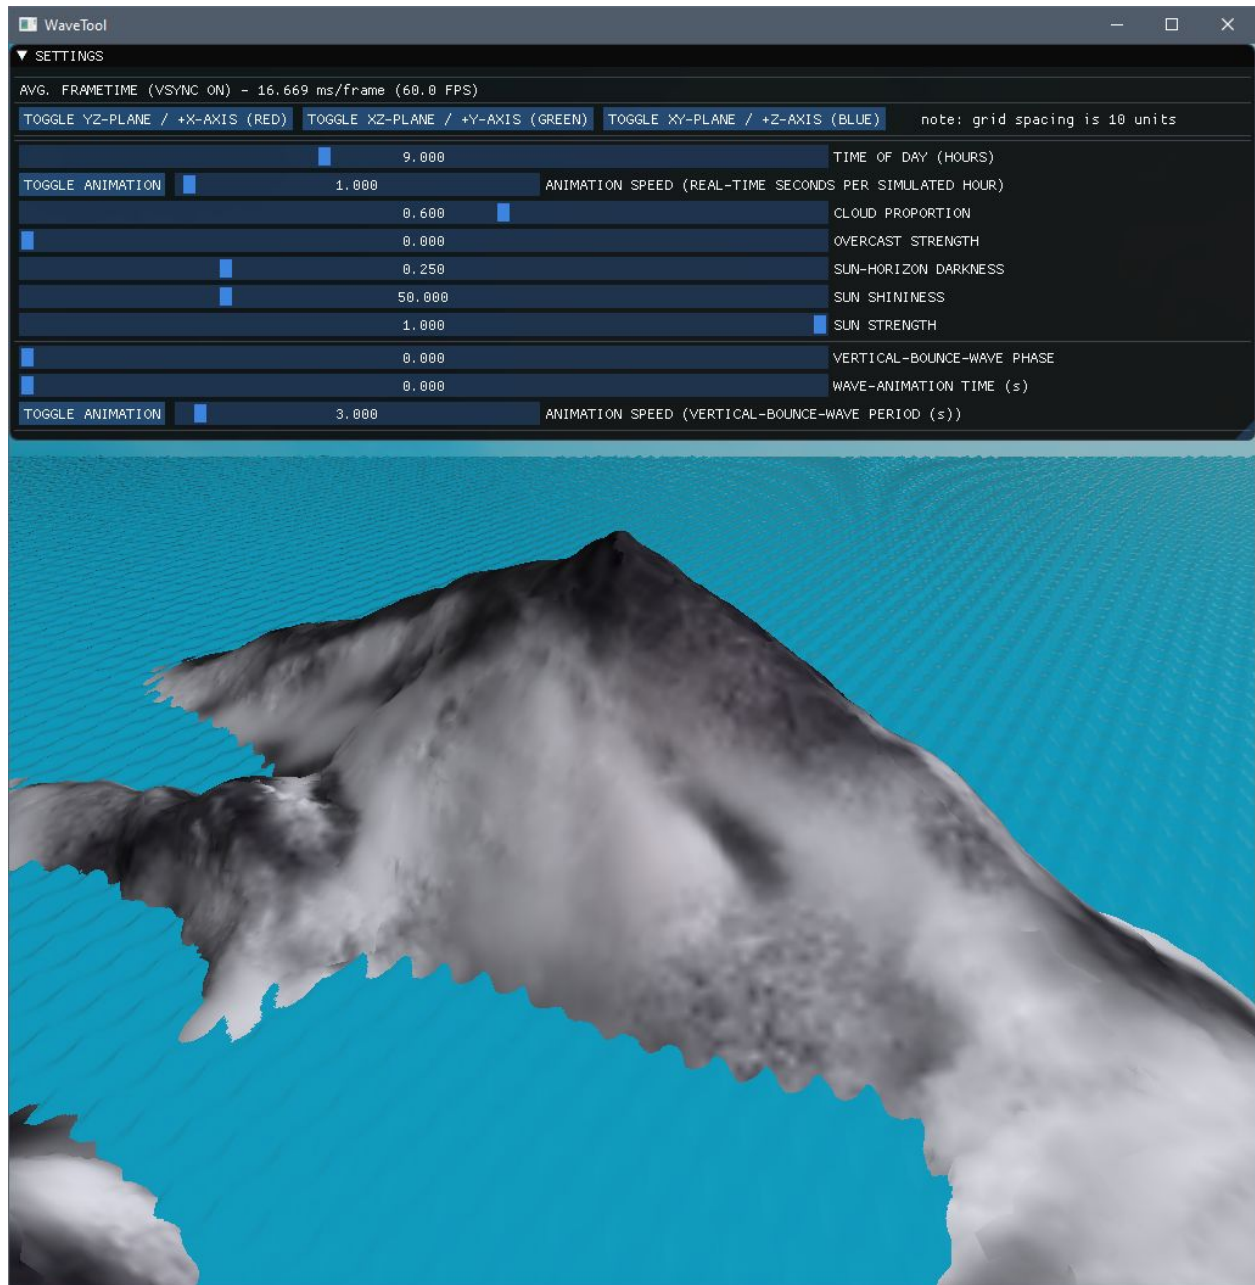 WaveTool
▼ SETTINGS
AVG. FRAMETIME (VSYNC ON) - 16.669 ms/frame (60.0 FPS)
TOGGLE YZ-PLANE / +X-AXIS (RED) TOGGLE XZ-PLANE / +Y-AXIS (GREEN) TOGGLE XY-PLANE / +Z-AXIS (BLUE) note: grid spacing is 10 units
9.000 TIME OF DAY (HOURS)
TOGGLE ANIMATION 1.000 ANIMATION SPEED (REAL-TIME SECONDS PER SIMULATED HOUR)
0.600 CLOUD PROPORTION
0.000 OVERCAST STRENGTH
0.250 SUN-HORIZON DARKNESS
50.000 SUN SHININESS
1.000 SUN STRENGTH
0.000 VERTICAL-BOUNCE-WAVE PHASE
0.000 WAVE-ANIMATION TIME (s)
TOGGLE ANIMATION 3.000 ANIMATION SPEED (VERTICAL-BOUNCE-WAVE PERIOD (s))